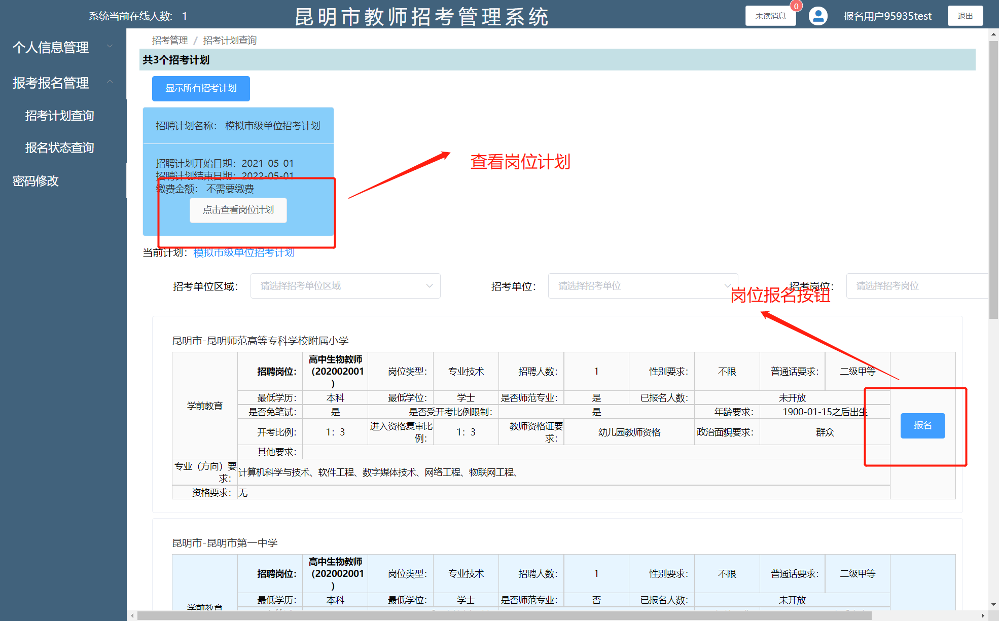 系统当前在线人数: 1
昆明市教师招考管理系统
未读消息
0
报名用户95935test
退出
个人信息管理
报考报名管理
招考计划查询
报名状态查询
密码修改
招考管理 / 招考计划查询
共3个招考计划
显示所有招考计划
招聘计划名称: 模拟市级单位招考计划
招聘计划开始日期: 2021-05-01
招聘计划结束日期: 2022-05-01
缴费金额: 不需要缴费
点击查看岗位计划
查看岗位计划
当前计划: 模拟市级单位招考计划
招考单位区域: 请选择招考单位区域 招考单位: 请选择招考单位 招考岗位: 请选择招考岗位
岗位报名按钮
昆明市-昆明师范高等专科学校附属小学
学前教育
招聘岗位: 高中生物教师（202002001） 岗位类型: 专业技术 招聘人数: 1 性别要求: 不限 普通话要求: 二级甲等
最低学历: 本科 最低学位: 学士 是否师范专业: 是 已报名人数: 未开放
是否免笔试: 是 是否受开考比例限制: 是 年龄要求: 1900-01-15之后出生
开考比例: 1：3 进入资格复审比例: 1：3 教师资格证要求: 幼儿园教师资格 政治面貌要求: 群众
其他要求:
报名
专业（方向）要求: 计算机科学与技术、软件工程、数字媒体技术、网络工程、物联网工程、
资格要求: 无
昆明市-昆明市第一中学
招聘岗位: 高中生物教师（202002001） 岗位类型: 专业技术 招聘人数: 1 性别要求: 不限 普通话要求: 二级甲等
最低学历: 本科 最低学位: 学士 是否师范专业: 否 已报名人数: 未开放
学前教育